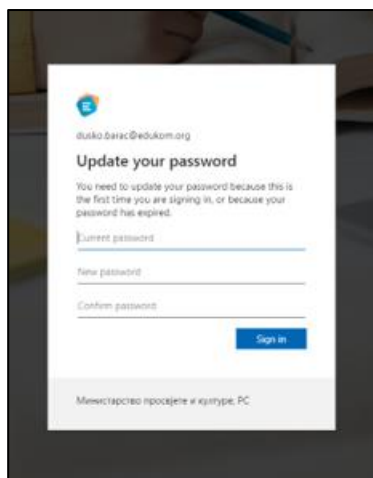 dusko.barac@edukom.org
Update your password
You need to update your password because this is
the first time you are signing in, or because your
password has expired.
Current password
New password
Confirm password
Sign in
Министарство просвјете и културе, РС